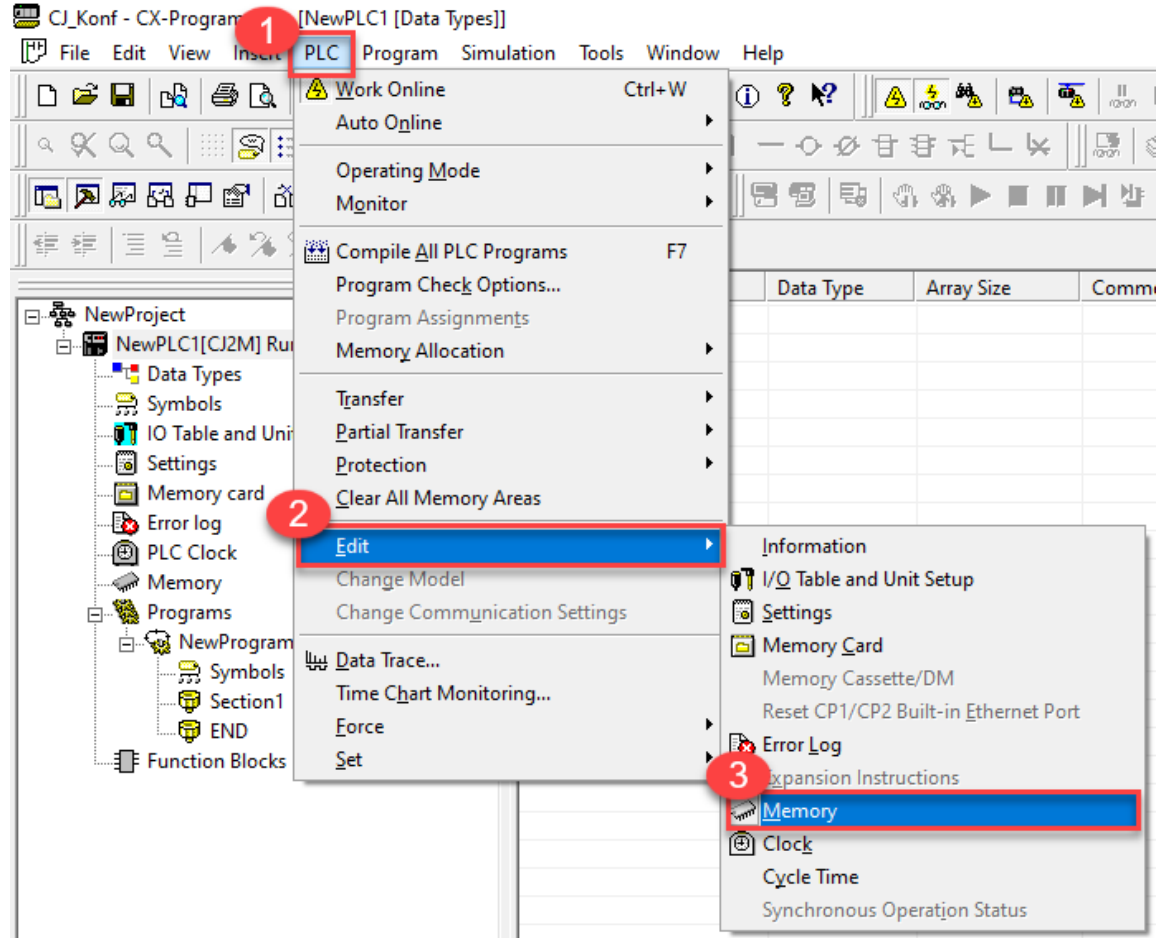 CJ_Konf - CX-Program [NewPLC1 [Data Types]]
1
File Edit View Insert PLC Program Simulation Tools Window Help
Work Online Ctrl+W
Auto Online
Operating Mode
Monitor
Compile All PLC Programs F7
Program Check Options...
Program Assignments
Memory Allocation
Transfer
Partial Transfer
Protection
Clear All Memory Areas
2
Edit
Change Model
Change Communication Settings
Data Trace...
Time Chart Monitoring...
Force
Set
Data Type Array Size
NewProject
NewPLC1[CJ2M]
Data Types
Symbols
IO Table and
Settings
Memory card
Error log
PLC Clock
Memory
Programs
NewProgram
Symbols
Section1
END
Function Blocks
Information
I/O Table and Unit Setup
Settings
Memory Card
Memory Cassette/DM
Reset CP1/CP2 Built-in Ethernet Port
Error Log
3
Expansion Instructions
Memory
Clock
Cycle Time
Synchronous Operation Status